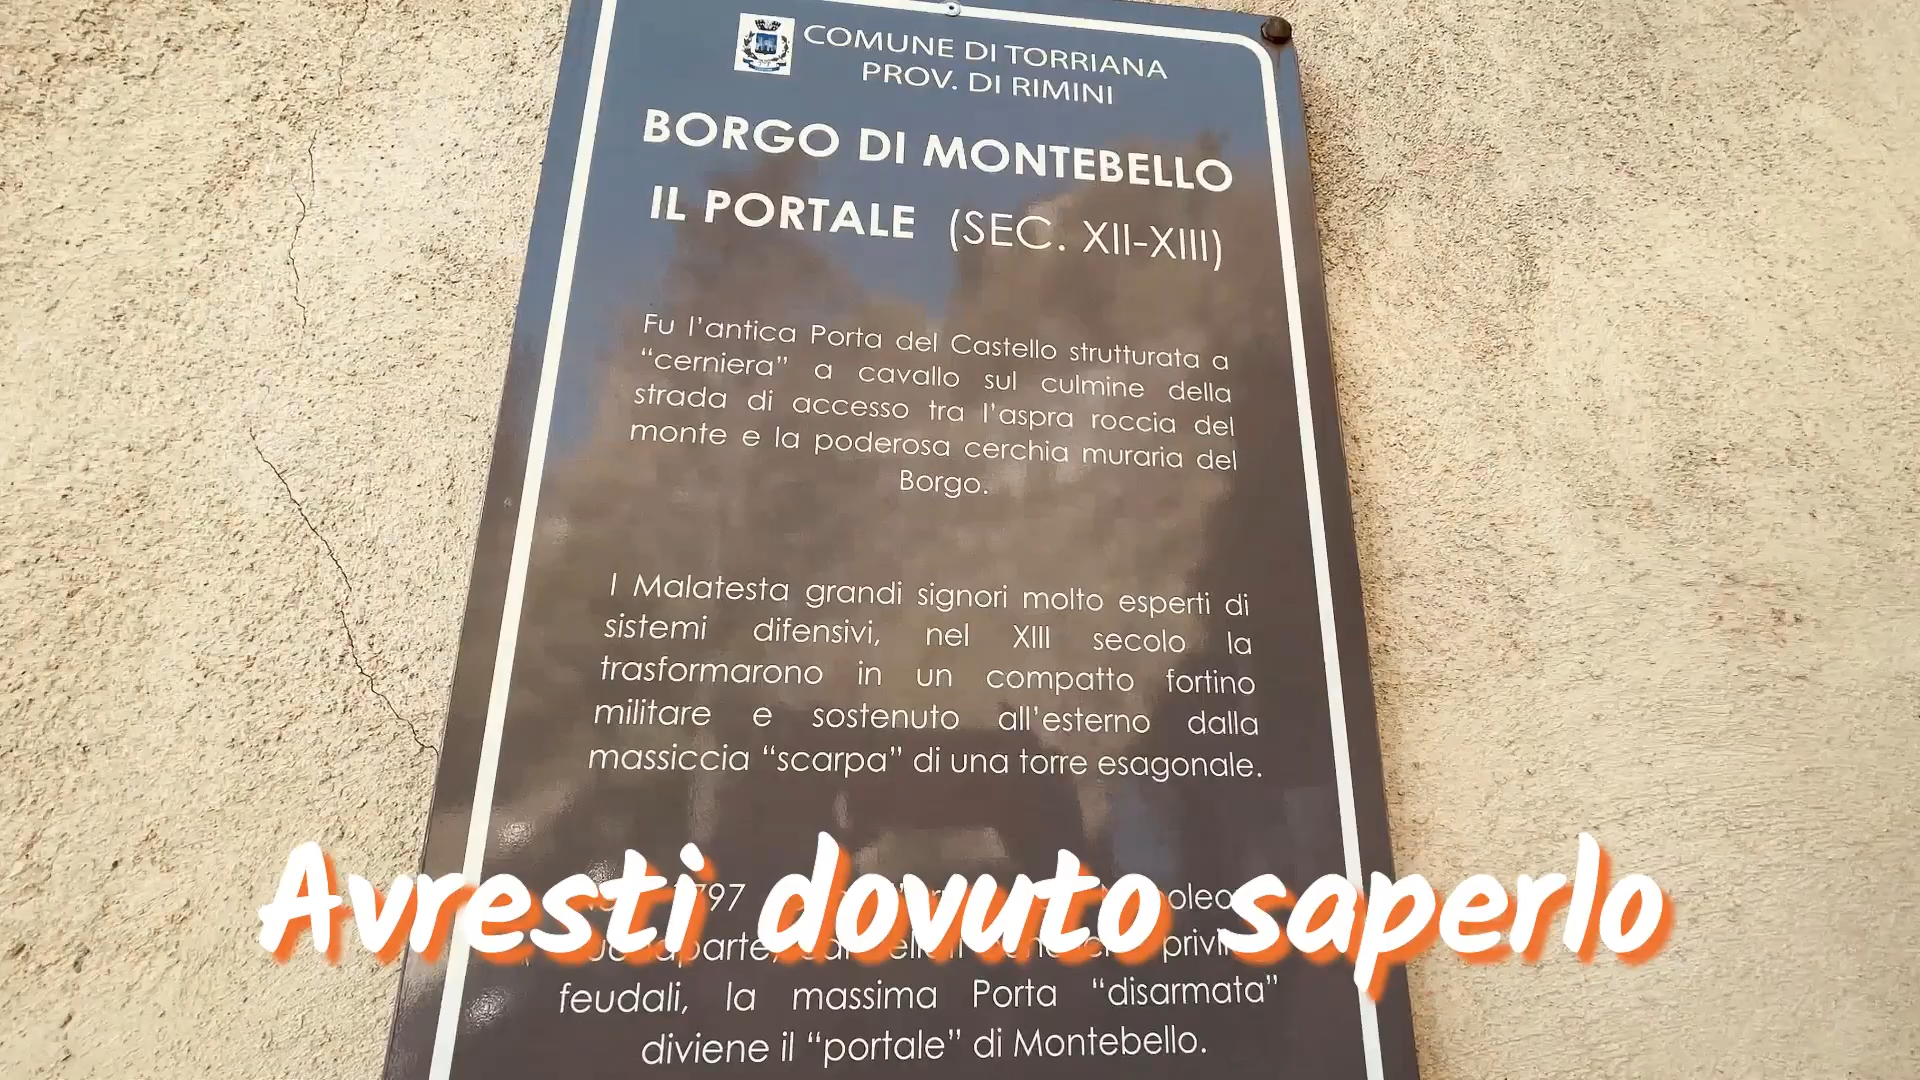 COMUNE DI TORRIANA
PROV. DI RIMINI
BORGO DI MONTEBELLO
IL PORTALE (SEC. XII-XIII)
Fu l'antica Porta del Castello strutturata a
"cerniera" a cavallo sul culmine della
strada di accesso tra l'aspra roccia del
monte e la poderosa cerchia muraria del
Borgo.
I Malatesta grandi signori molto esperti di
sistemi difensivi, nel XIII secolo la
trasformarono in un compatto fortino
militare e sostenuto all'esterno dalla
massiccia "scarpa" di una torre esagonale.
Avresti dovuto saperlo
feudali, la massima Porta "disarmata"
diviene il "portale" di Montebello.